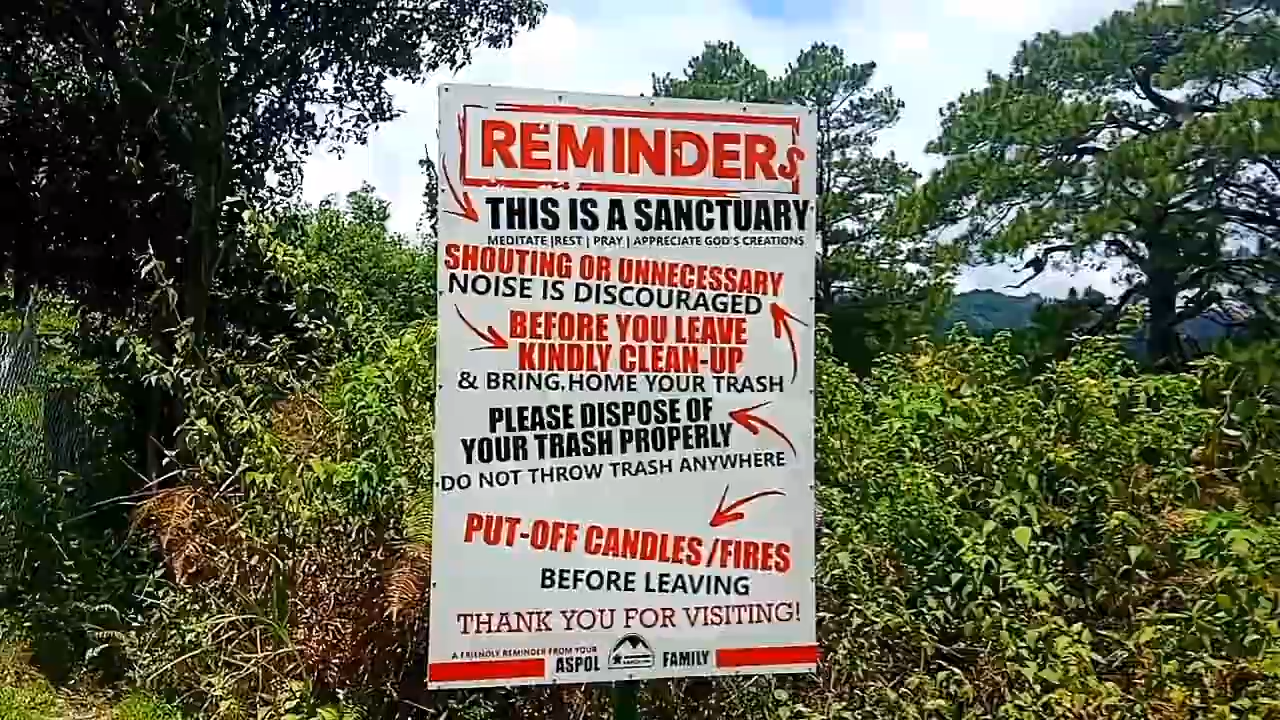 REMINDERS
THIS IS A SANCTUARY
MEDITATE |REST | PRAY | APPRECIATE GOD'S CREATIONS
SHOUTING OR UNNECESSARY
NOISE IS DISCOURAGED
BEFORE YOU LEAVE
KINDLY CLEAN-UP
& BRING HOME YOUR TRASH
PLEASE DISPOSE OF
YOUR TRASH PROPERLY
DO NOT THROW TRASH ANYWHERE
PUT-OFF CANDLES /FIRES
BEFORE LEAVING
THANK YOU FOR VISITING!
A FRIENDLY REMINDER FROM YOUR
ASPOL FAMILY